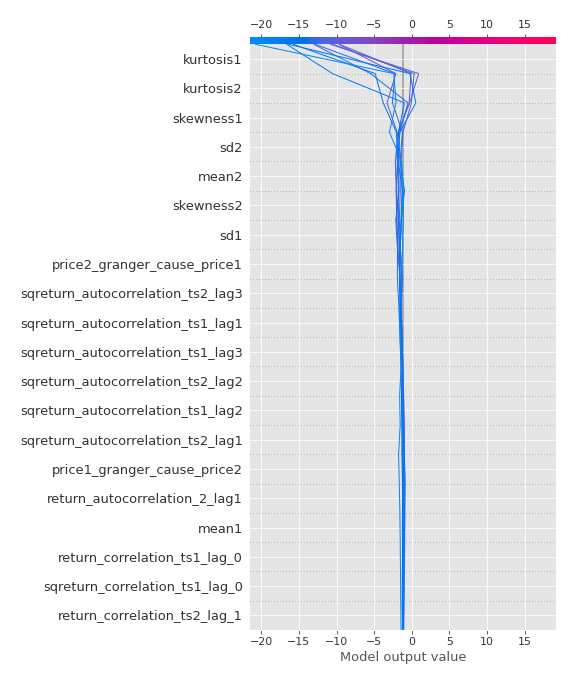 −20 −15 −10 −5 0 5 10 15
kurtosis1
kurtosis2
skewness1
sd2
mean2
skewness2
sd1
price2_granger_cause_price1
sqreturn_autocorrelation_ts2_lag3
sqreturn_autocorrelation_ts1_lag1
sqreturn_autocorrelation_ts1_lag3
sqreturn_autocorrelation_ts2_lag2
sqreturn_autocorrelation_ts1_lag2
sqreturn_autocorrelation_ts2_lag1
price1_granger_cause_price2
return_autocorrelation_2_lag1
mean1
return_correlation_ts1_lag_0
sqreturn_correlation_ts1_lag_0
return_correlation_ts2_lag_1
−20 −15 −10 −5 0 5 10 15
Model output value